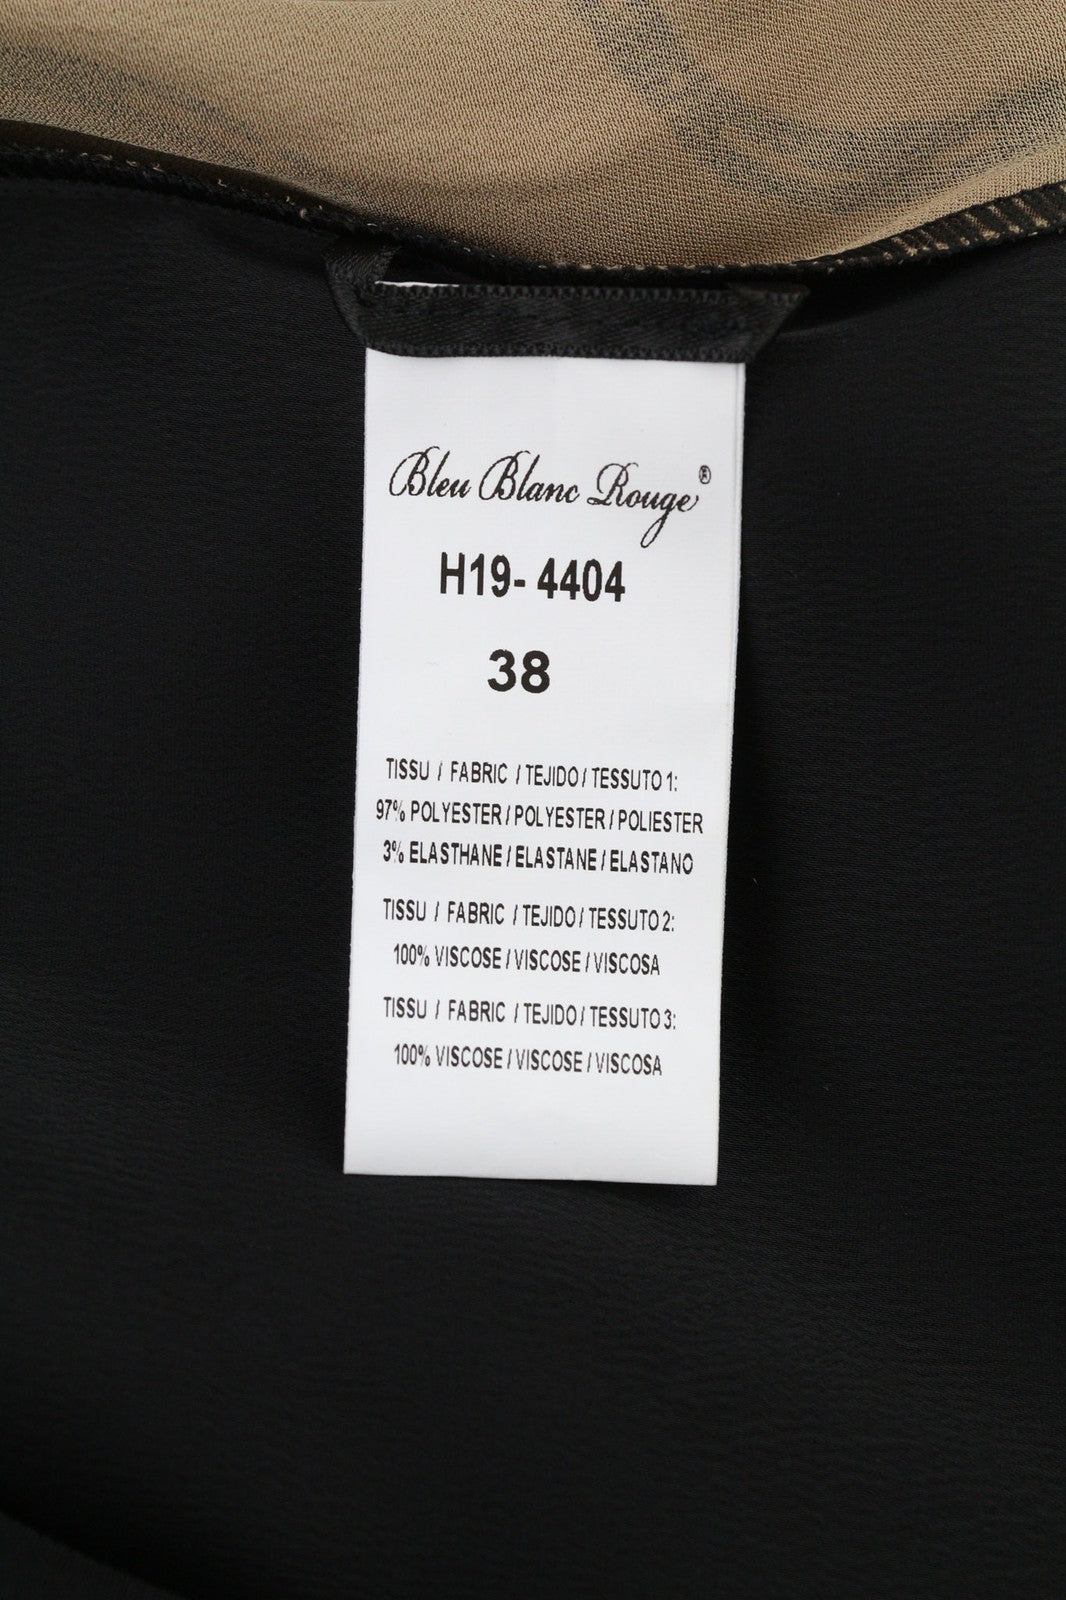 Bleu Blanc Rouge®
H19- 4404
38
TISSU / FABRIC / TEJIDO / TESSUTO 1:
97% POLYESTER / POLYESTER / POLIESTER
3% ELASTHANE / ELASTANE / ELASTANO
TISSU / FABRIC / TEJIDO / TESSUTO 2:
100% VISCOSE / VISCOSE / VISCOSA
TISSU / FABRIC / TEJIDO / TESSUTO 3:
100% VISCOSE / VISCOSE / VISCOSA